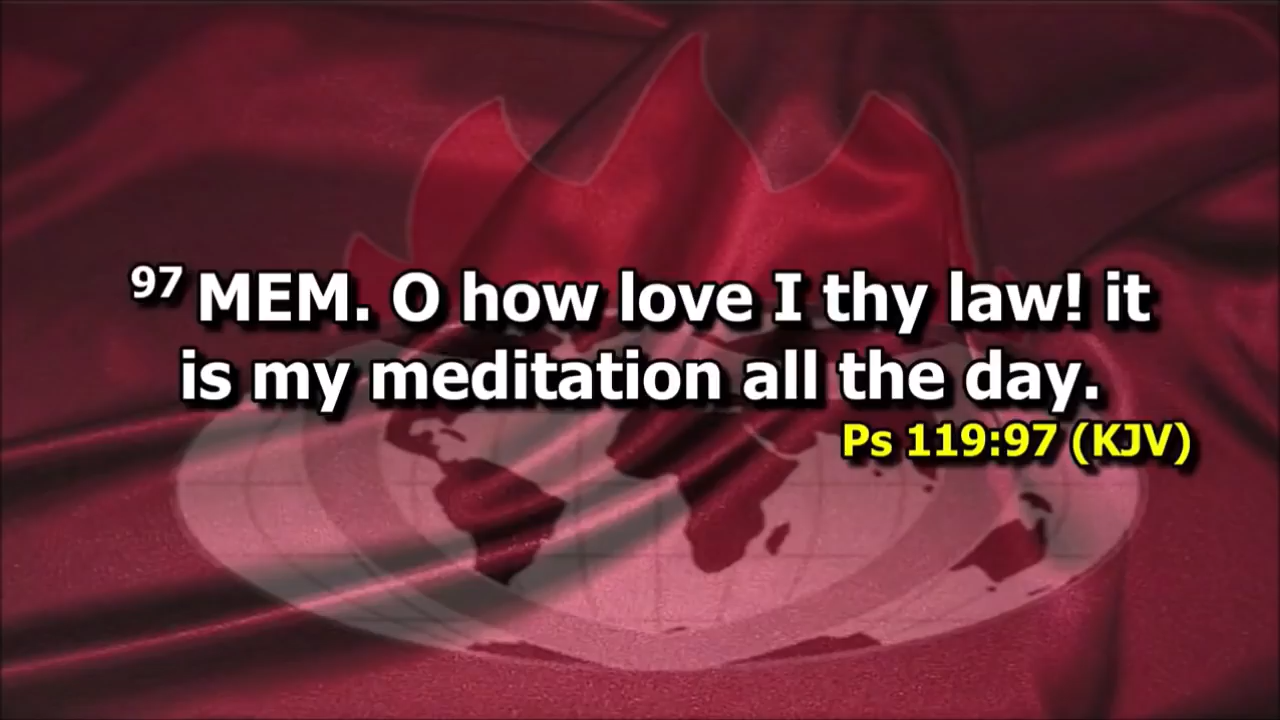 97 MEM. O how love I thy law! it
is my meditation all the day.
Ps 119:97 (KJV)